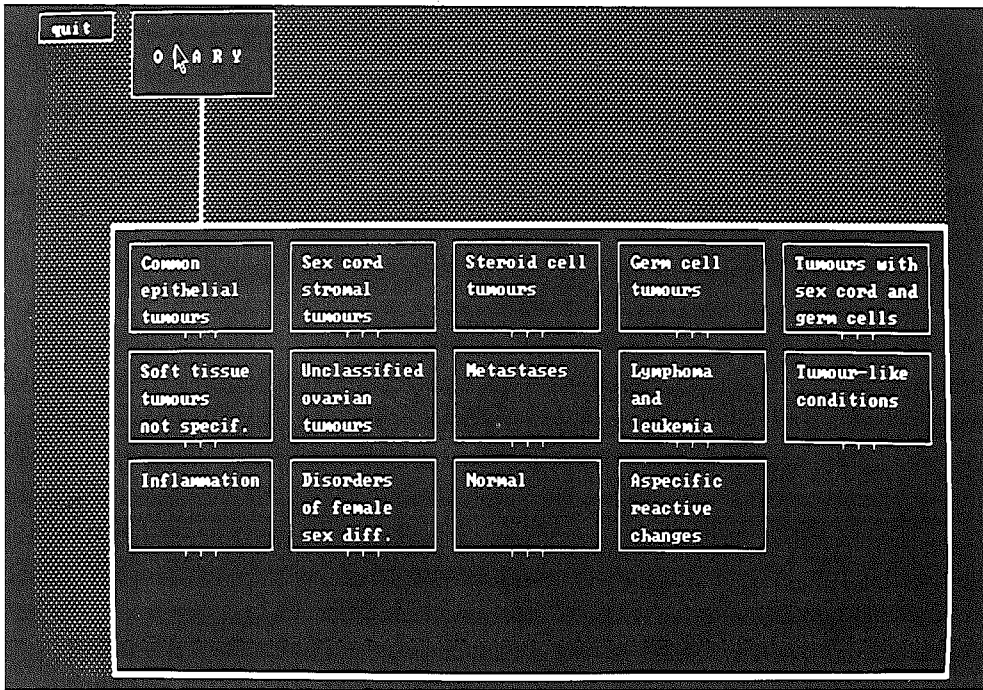 quit
O V A R Y
Common
epithelial
tumours
Sex cord
stromal
tumours
Steroid cell
tumours
Germ cell
tumours
Tumours with
sex cord and
germ cells
Soft tissue
tumours
not specif.
Unclassified
ovarian
tumours
Metastases
Lymphoma
and
leukemia
Tumour-like
conditions
Inflammation
Disorders
of female
sex diff.
Normal
Aspecific
reactive
changes